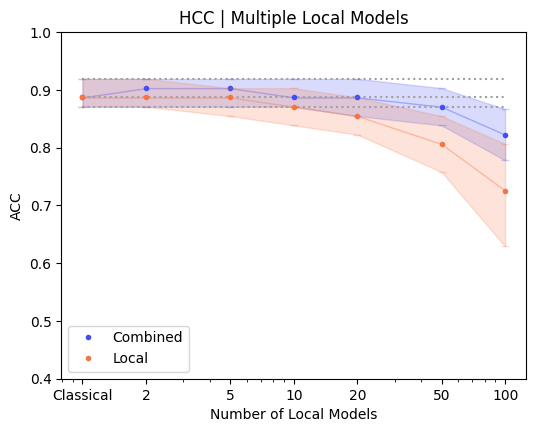 HCC | Multiple Local Models
ACC
1.0
0.9
0.8
0.7
0.6
0.5
0.4
Combined
Local
Classical 2 5 10 20 50 100
Number of Local Models